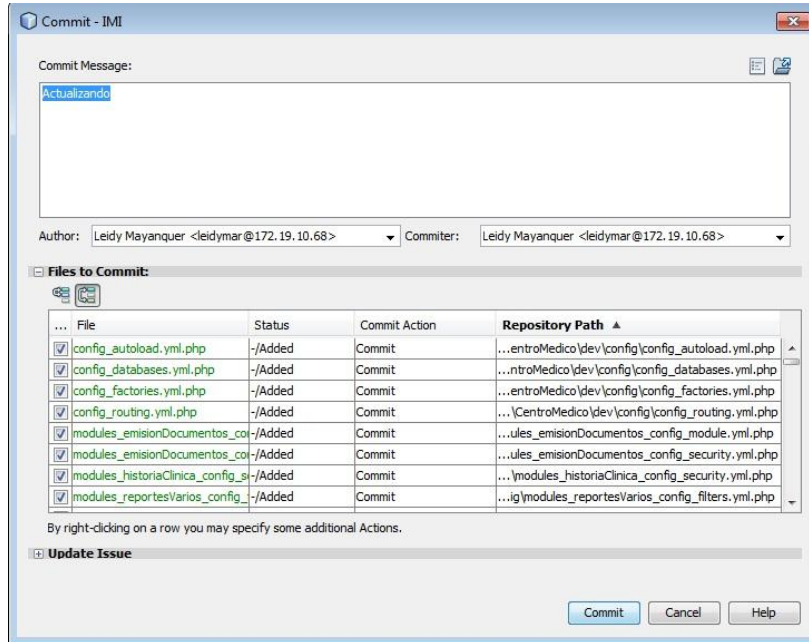 Commit - IMI
Commit Message:
Actualizando
Author: Leidy Mayanquer <leidymar@172.19.10.68> Commiter: Leidy Mayanquer <leidymar@172.19.10.68>
Files to Commit:
... File Status Commit Action Repository Path
config_autoload.yml.php -/Added Commit ...entroMedico\dev\config\config_autoload.yml.php
config_databases.yml.php -/Added Commit ...ntroMedico\dev\config\config_databases.yml.php
config_factories.yml.php -/Added Commit ...entroMedico\dev\config\config_factories.yml.php
config_routing.yml.php -/Added Commit ...\CentroMedico\dev\config\config_routing.yml.php
modules_emisionDocumentos_co -/Added Commit ...ules_emisionDocumentos_config_module.yml.php
modules_emisionDocumentos_co -/Added Commit ...ules_emisionDocumentos_config_security.yml.php
modules_historiaClinica_config_s -/Added Commit ...\modules_historiaClinica_config_security.yml.php
modules_reportesVarios_config_ -/Added Commit ...ig\modules_reportesVarios_config_filters.yml.php
By right-clicking on a row you may specify some additional Actions.
Update Issue
Commit Cancel Help